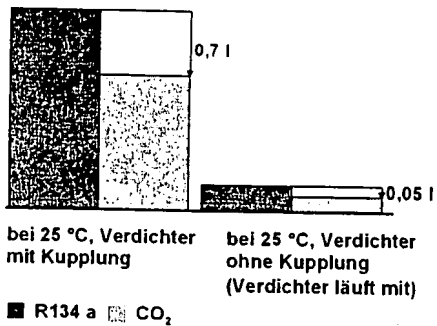 0,7 l
0,05 l
bei 25 °C, Verdichter
mit Kupplung
bei 25 °C, Verdichter
ohne Kupplung
(Verdichter läuft mit)
R134 a CO₂